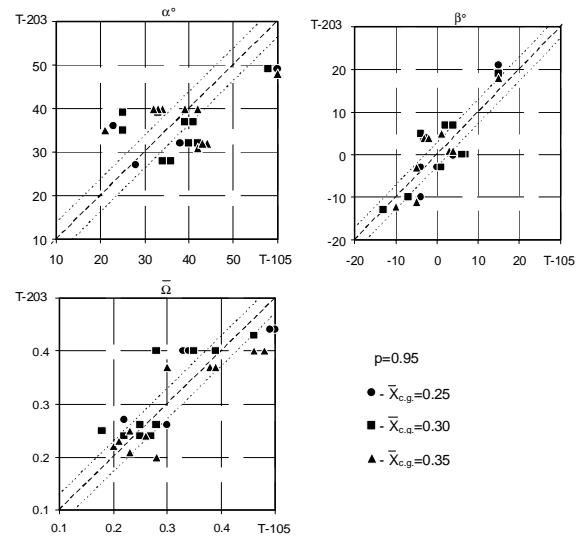 α°
T-203
50
40
30
20
10
10 20 30 40 50 T-105
β°
T-203
20
10
0
-10
-20
-20 -10 0 10 20 T-105
Ω̅
T-203
0.4
0.3
0.2
0.1
0.1 0.2 0.3 0.4 T-105
p=0.95
● - X̅c.g.=0.25
■ - X̅c.g.=0.30
▲ - X̅c.g.=0.35